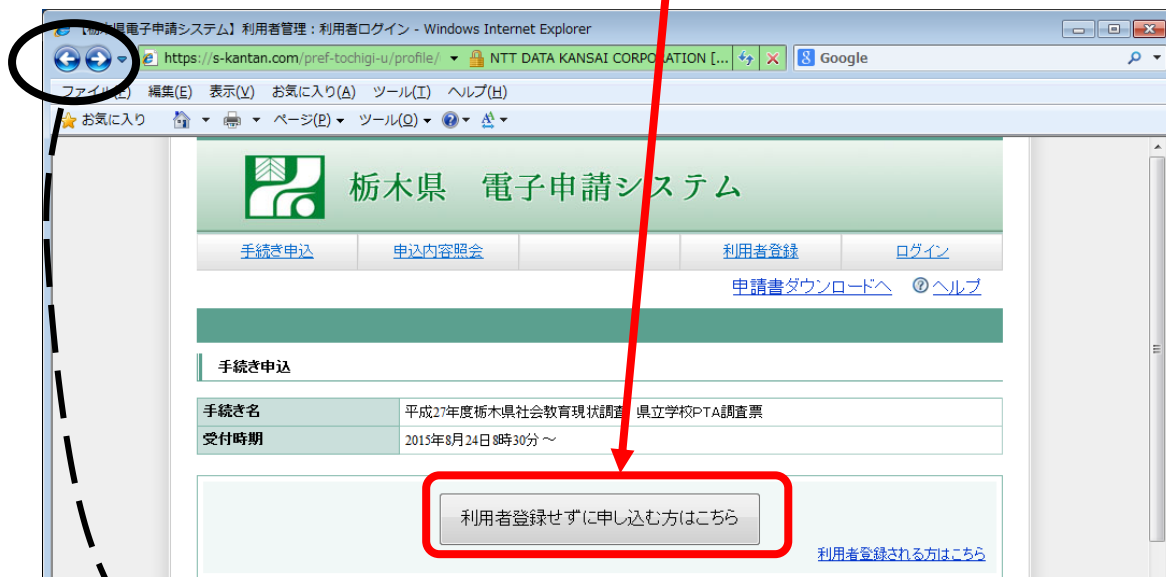 【栃木県電子申請システム】利用者管理：利用者ログイン - Windows Internet Explorer
https://s-kantan.com/pref-tochigi-u/profile/ NTT DATA KANSAI CORPORATION [... Google
ファイル(F) 編集(E) 表示(V) お気に入り(A) ツール(T) ヘルプ(H)
お気に入り ページ(P) ツール(O)
栃木県 電子申請システム
手続き申込 申込内容照会 利用者登録 ログイン
申請書ダウンロードへ ヘルプ
手続き申込
手続き名 平成27年度栃木県社会教育現状調査 県立学校PTA調査票
受付時期 2015年8月24日8時30分 ～
利用者登録せずに申し込む方はこちら
利用者登録される方はこちら